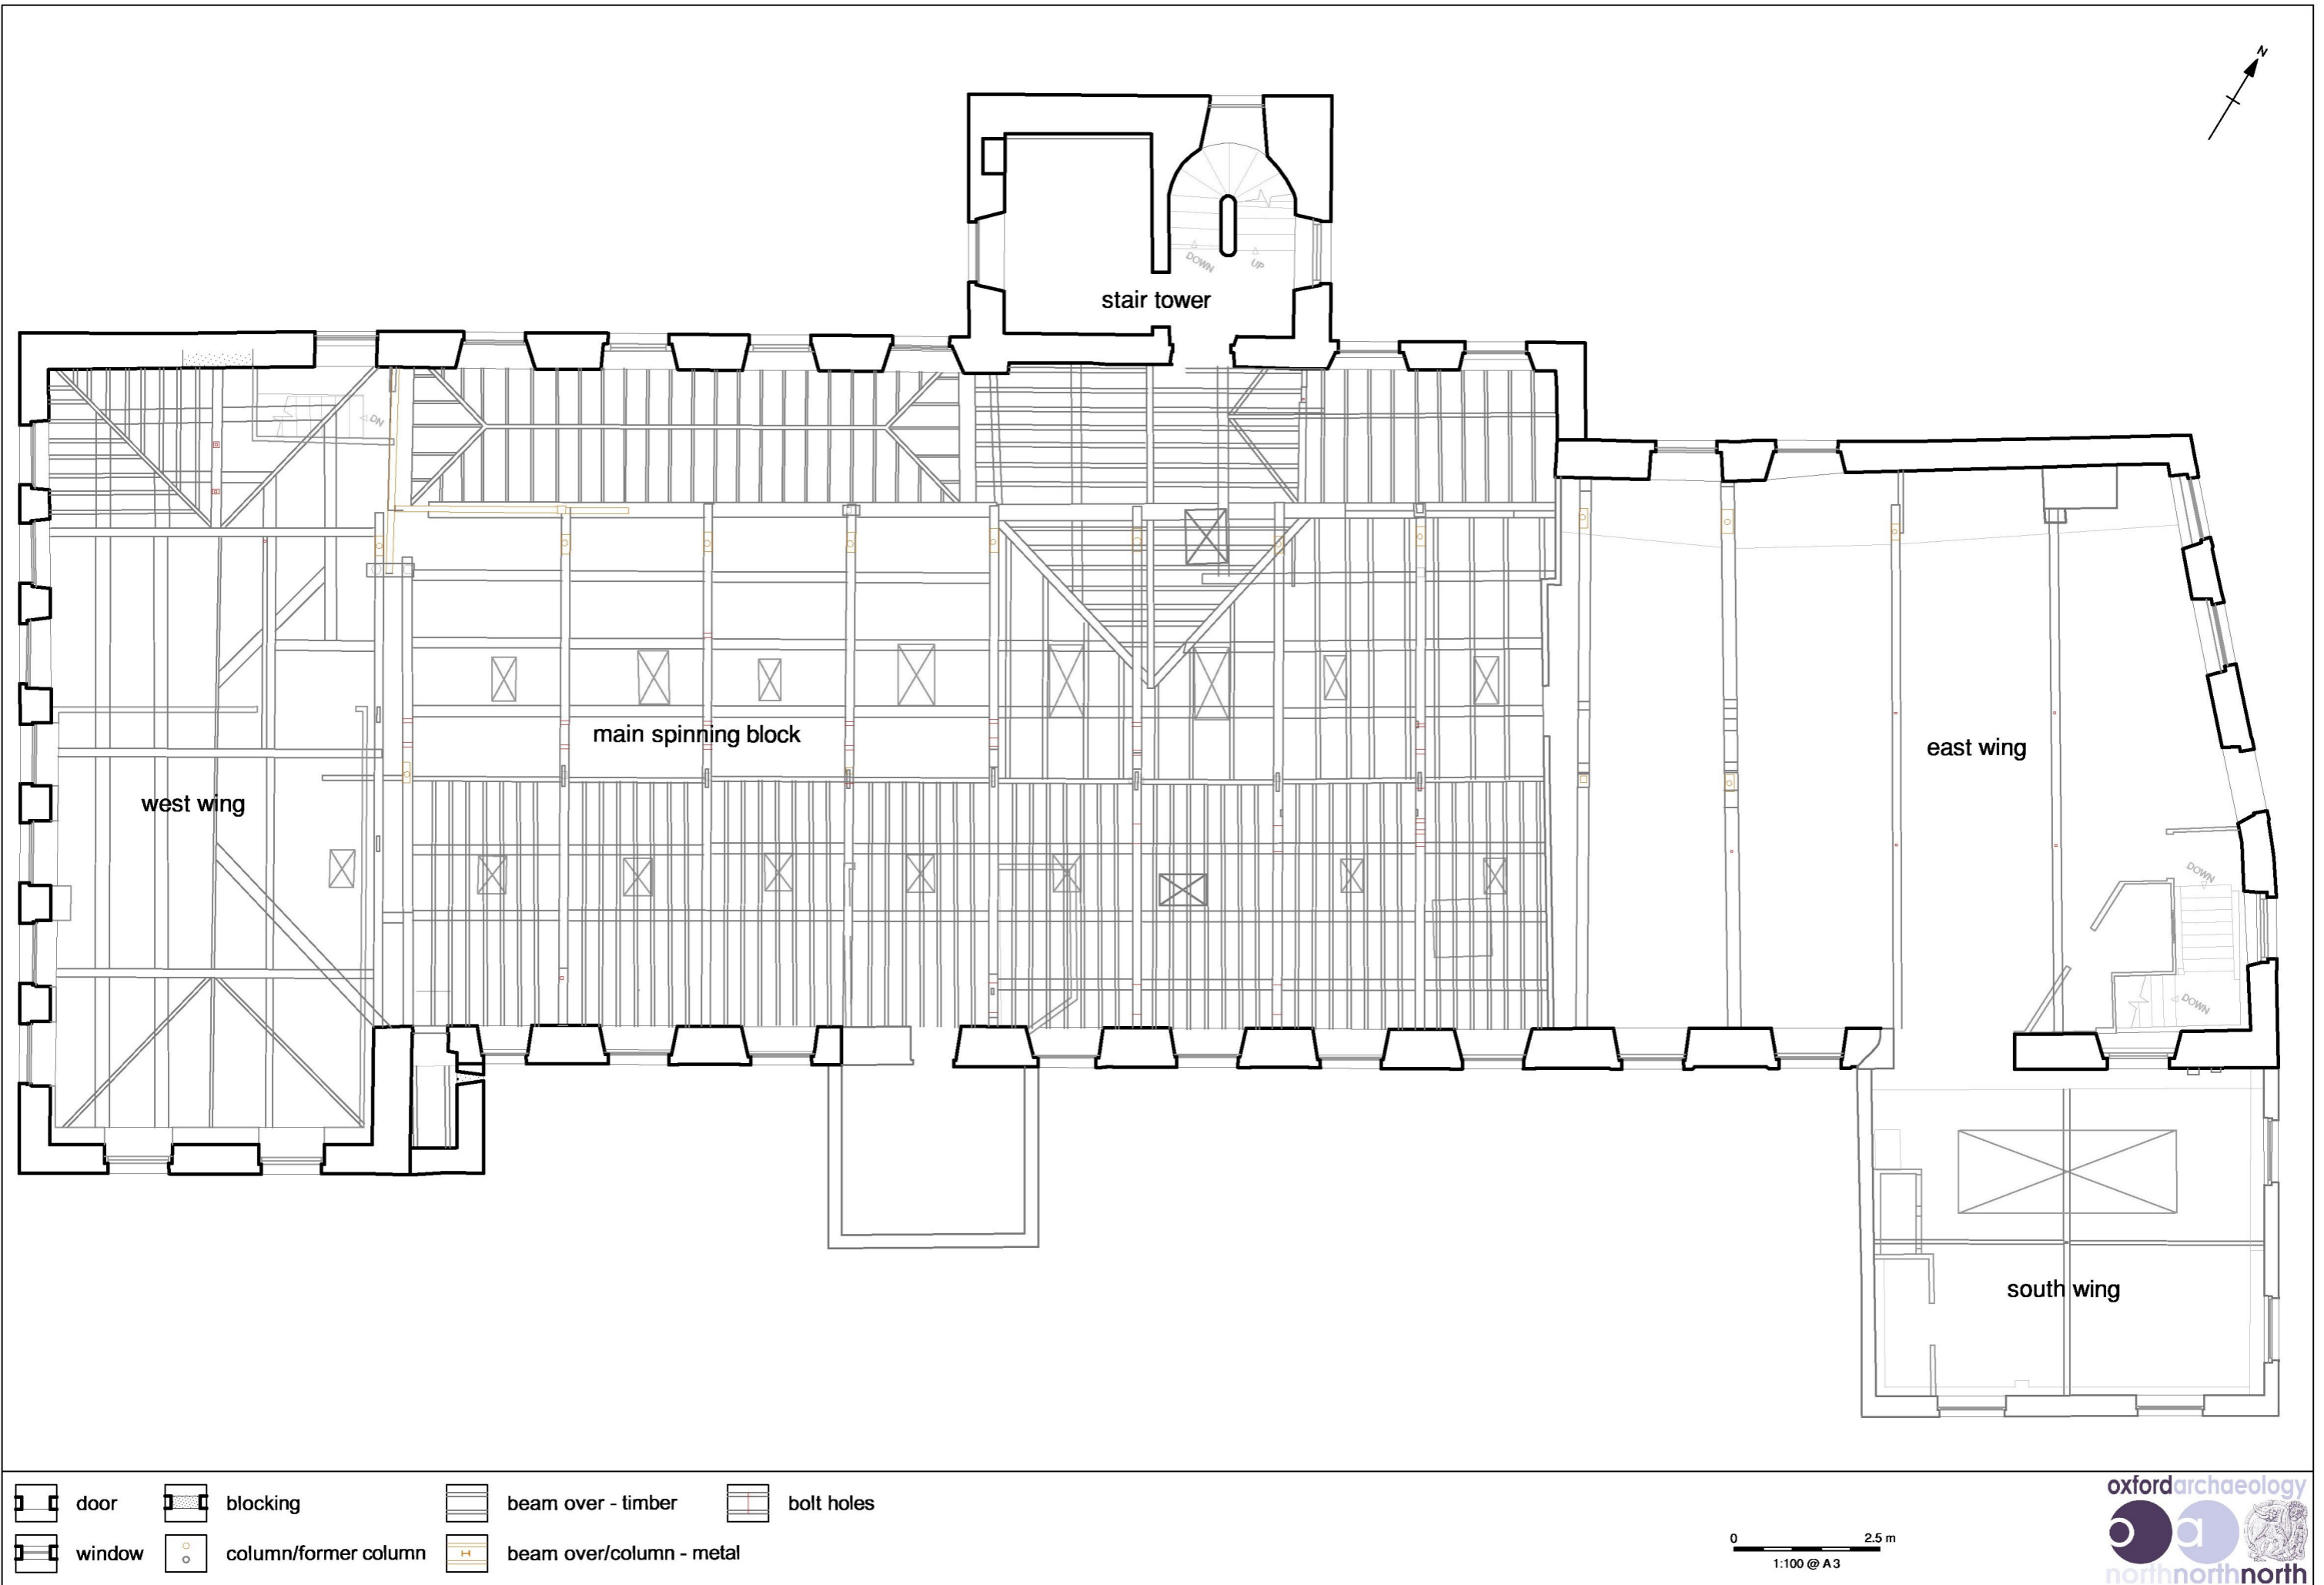 N
DOWN
UP
stair tower
DN
main spinning block
east wing
west wing
DOWN
DOWN
south wing
door
blocking
beam over - timber
bolt holes
window
column/former column
beam over/column - metal
0 2.5 m
1:100 @ A3
oxfordarchaeology
oa
northnorthnorth